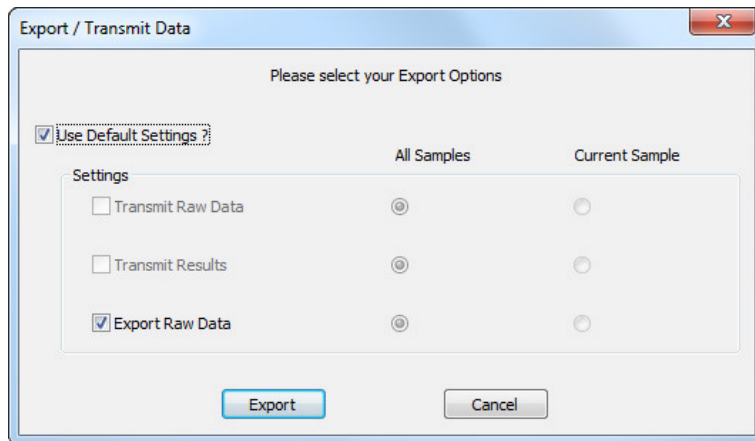 Export / Transmit Data
Please select your Export Options
Use Default Settings ?
All Samples Current Sample
Settings
Transmit Raw Data
Transmit Results
Export Raw Data
Export Cancel